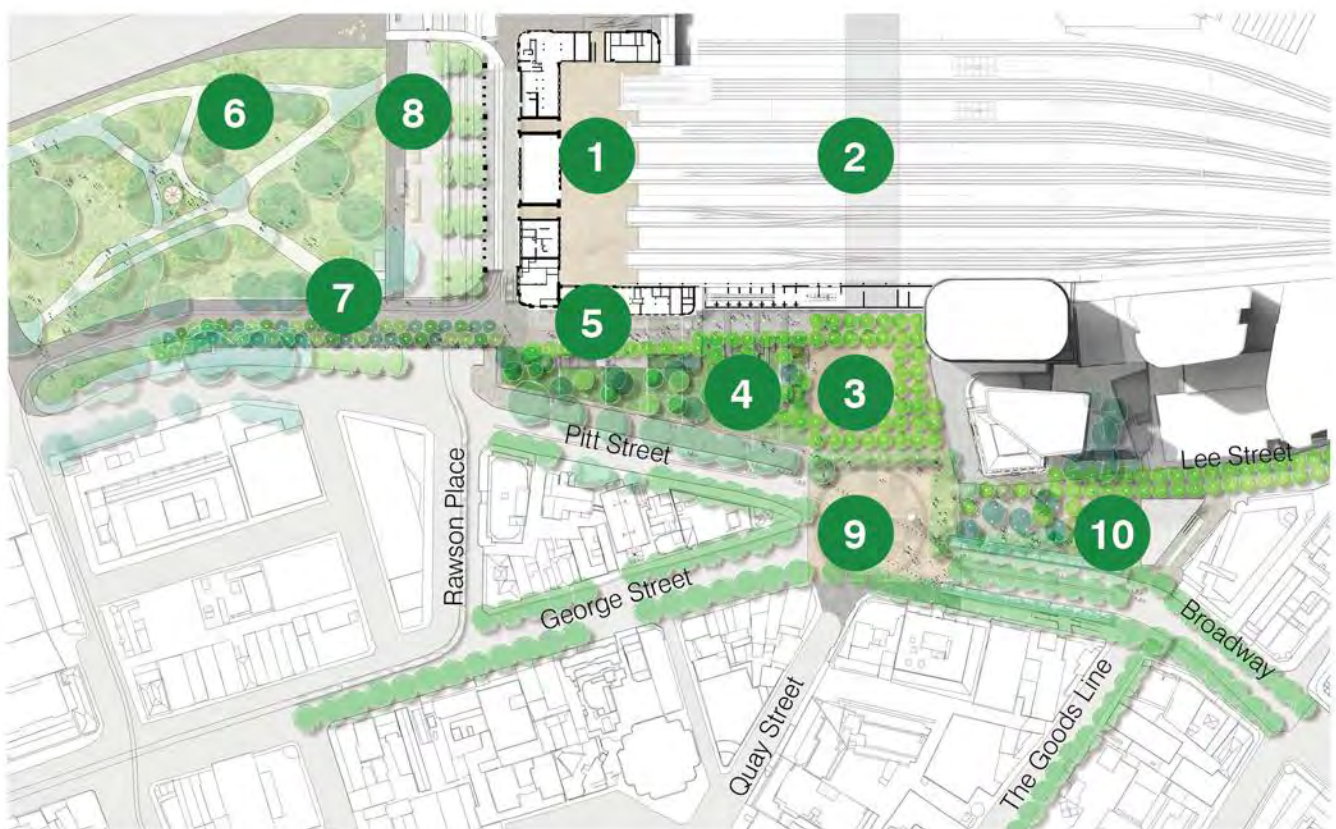 6
8
1
2
7
5
4
3
Pitt Street
Lee Street
Rawson Place
9
10
George Street
Broadway
Quay Street
The Goods Line